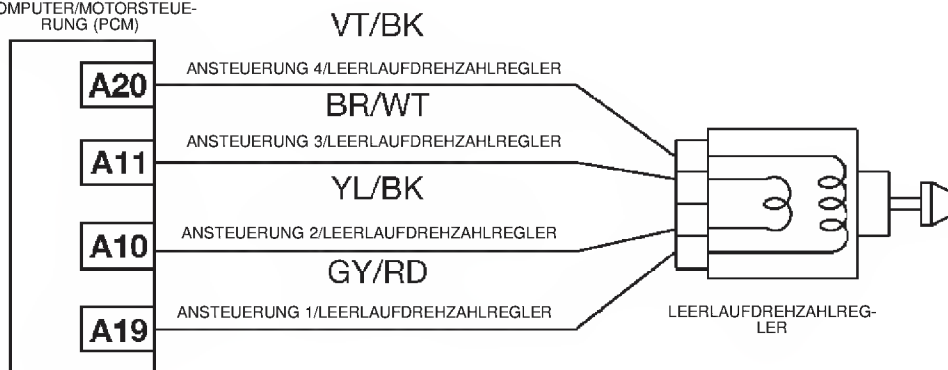 OMPUTER/MOTORSTEUE-
RUNG (PCM)
VT/BK
A20
ANSTEUERUNG 4/LEERLAUFDREHZAHLREGLER
BR/WT
A11
ANSTEUERUNG 3/LEERLAUFDREHZAHLREGLER
YL/BK
A10
ANSTEUERUNG 2/LEERLAUFDREHZAHLREGLER
GY/RD
A19
ANSTEUERUNG 1/LEERLAUFDREHZAHLREGLER
LEERLAUFDREHZAHLREG-
LER